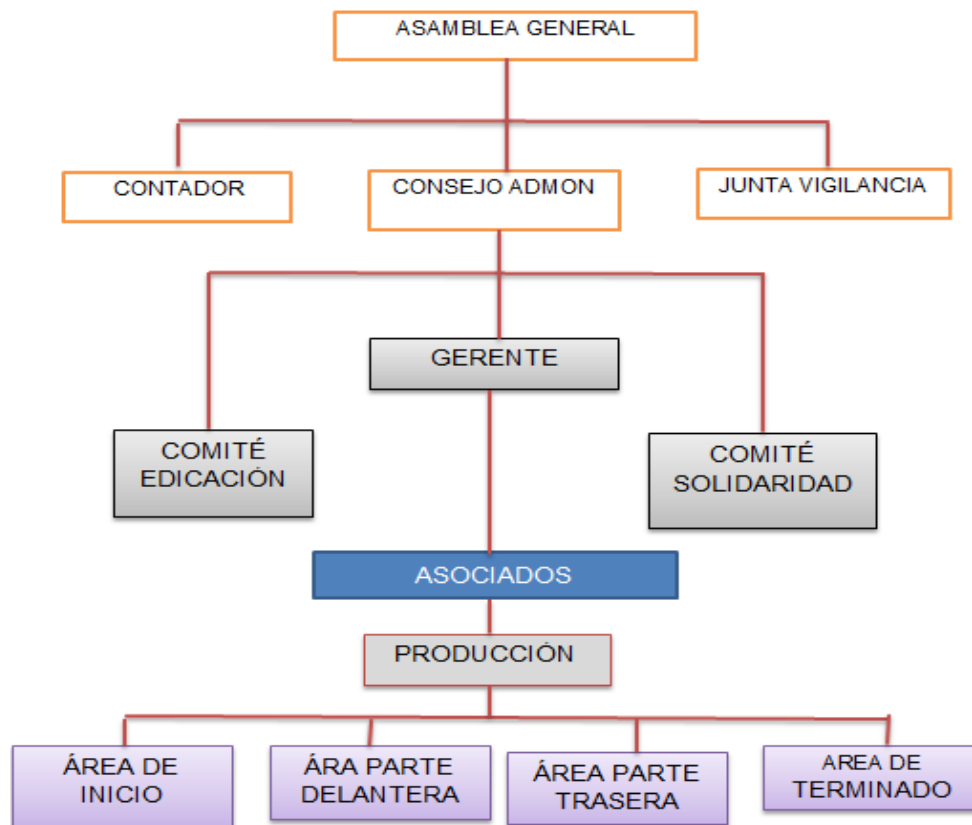 ASAMBLEA GENERAL
CONTADOR
CONSEJO ADMON
JUNTA VIGILANCIA
GERENTE
COMITÉ
EDICACIÓN
COMITÉ
SOLIDARIDAD
ASOCIADOS
PRODUCCIÓN
ÁREA DE
INICIO
ÁRA PARTE
DELANTERA
ÁREA PARTE
TRASERA
AREA DE
TERMINADO